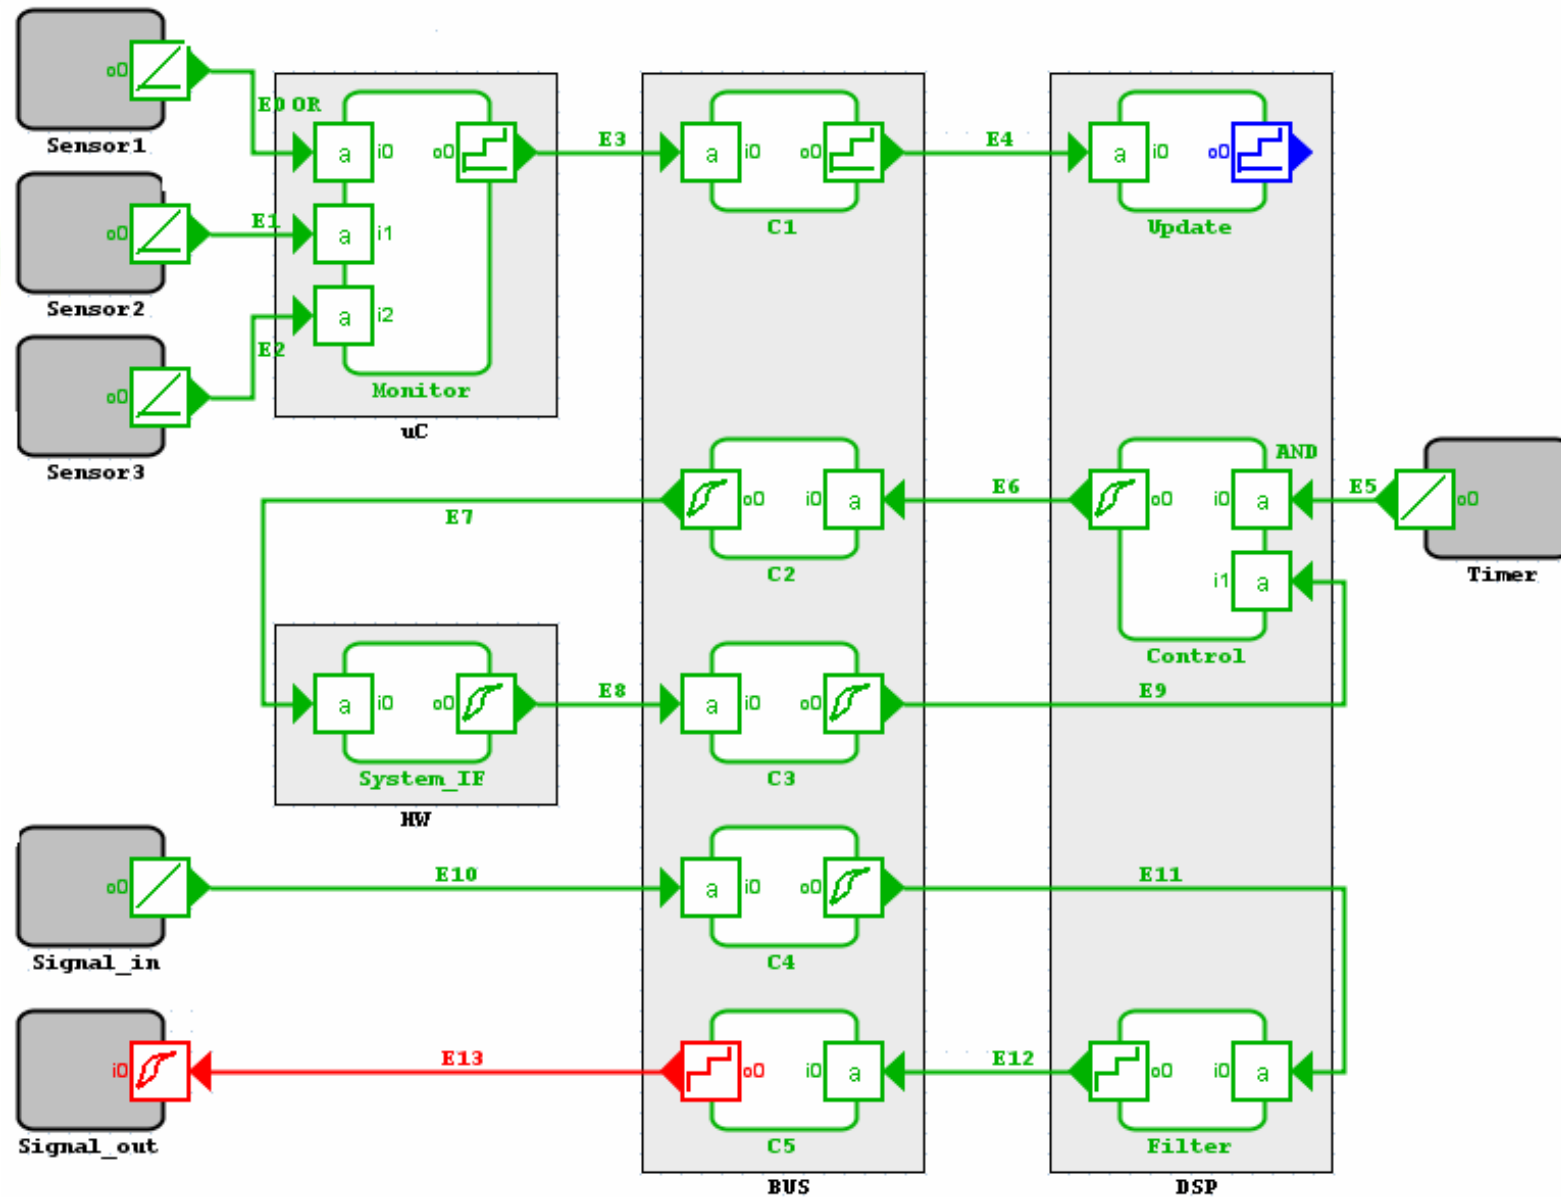 o0
Sensor1
E0 OR
a i0 o0
E3
a i0 o0
C1
E4
a i0 o0
Update
o0
Sensor2
E1
a i1
o0
Sensor3
E2
a i2
Monitor
uC
E7
o0 i0 a
C2
E6
o0 i0 a
AND
E5
o0
Timer
i1 a
Control
a i0 o0
System_IF
HW
E8
a i0 o0
C3
E9
o0
Signal_in
E10
a i0 o0
C4
E11
i0
Signal_out
E13
o0 i0 a
C5
BUS
E12
o0 i0 a
Filter
DSP